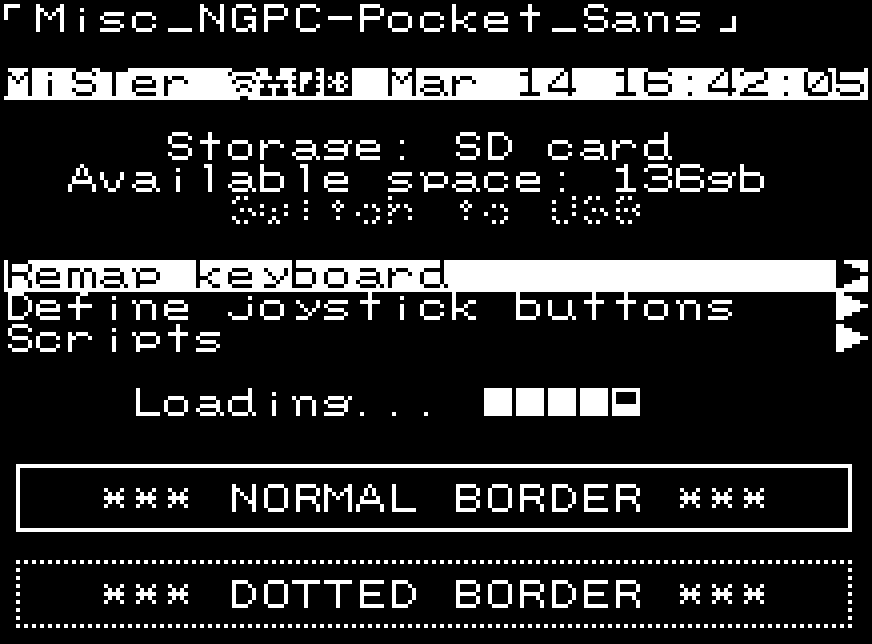 「Misc_NGPC-Pocket_Sans」
MiSTer Mar 14 16:42:05
Storage: SD card
Available space: 136gb
Switch to USB
Remap keyboard
Define joystick buttons
Scripts
Loading...
*** NORMAL BORDER ***
*** DOTTED BORDER ***